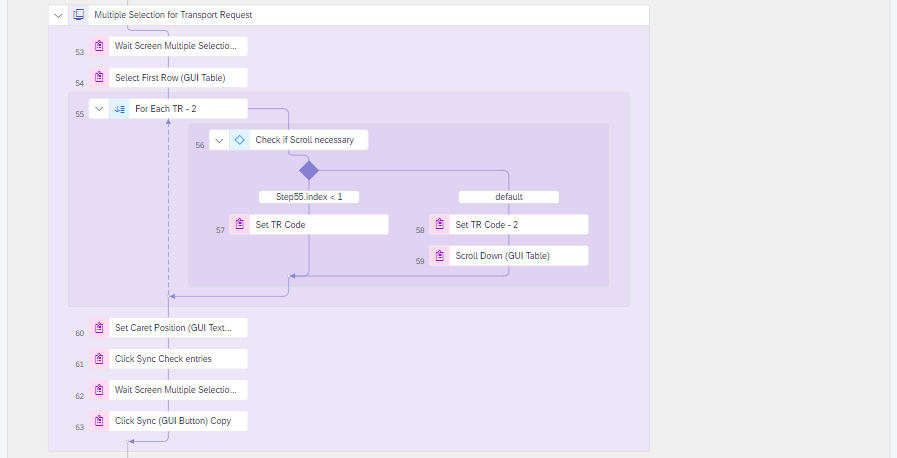 Multiple Selection for Transport Request
53
Wait Screen Multiple Selectio...
54
Select First Row (GUI Table)
55
For Each TR - 2
56
Check if Scroll necessary
Step55.index < 1
default
57
Set TR Code
58
Set TR Code - 2
59
Scroll Down (GUI Table)
60
Set Caret Position (GUI Text...
61
Click Sync Check entries
62
Wait Screen Multiple Selectio...
63
Click Sync (GUI Button) Copy